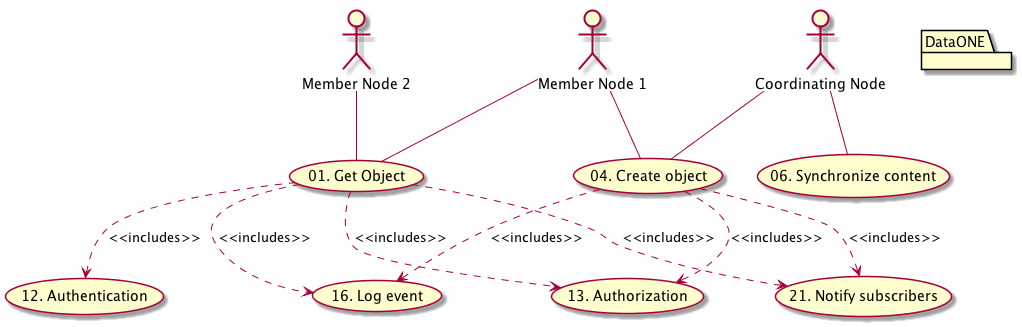 DataONE
Member Node 2
Member Node 1
Coordinating Node
01. Get Object
04. Create object
06. Synchronize content
<<includes>>
<<includes>>
<<includes>>
<<includes>>
<<includes>>
<<includes>>
<<includes>>
12. Authentication
16. Log event
13. Authorization
21. Notify subscribers